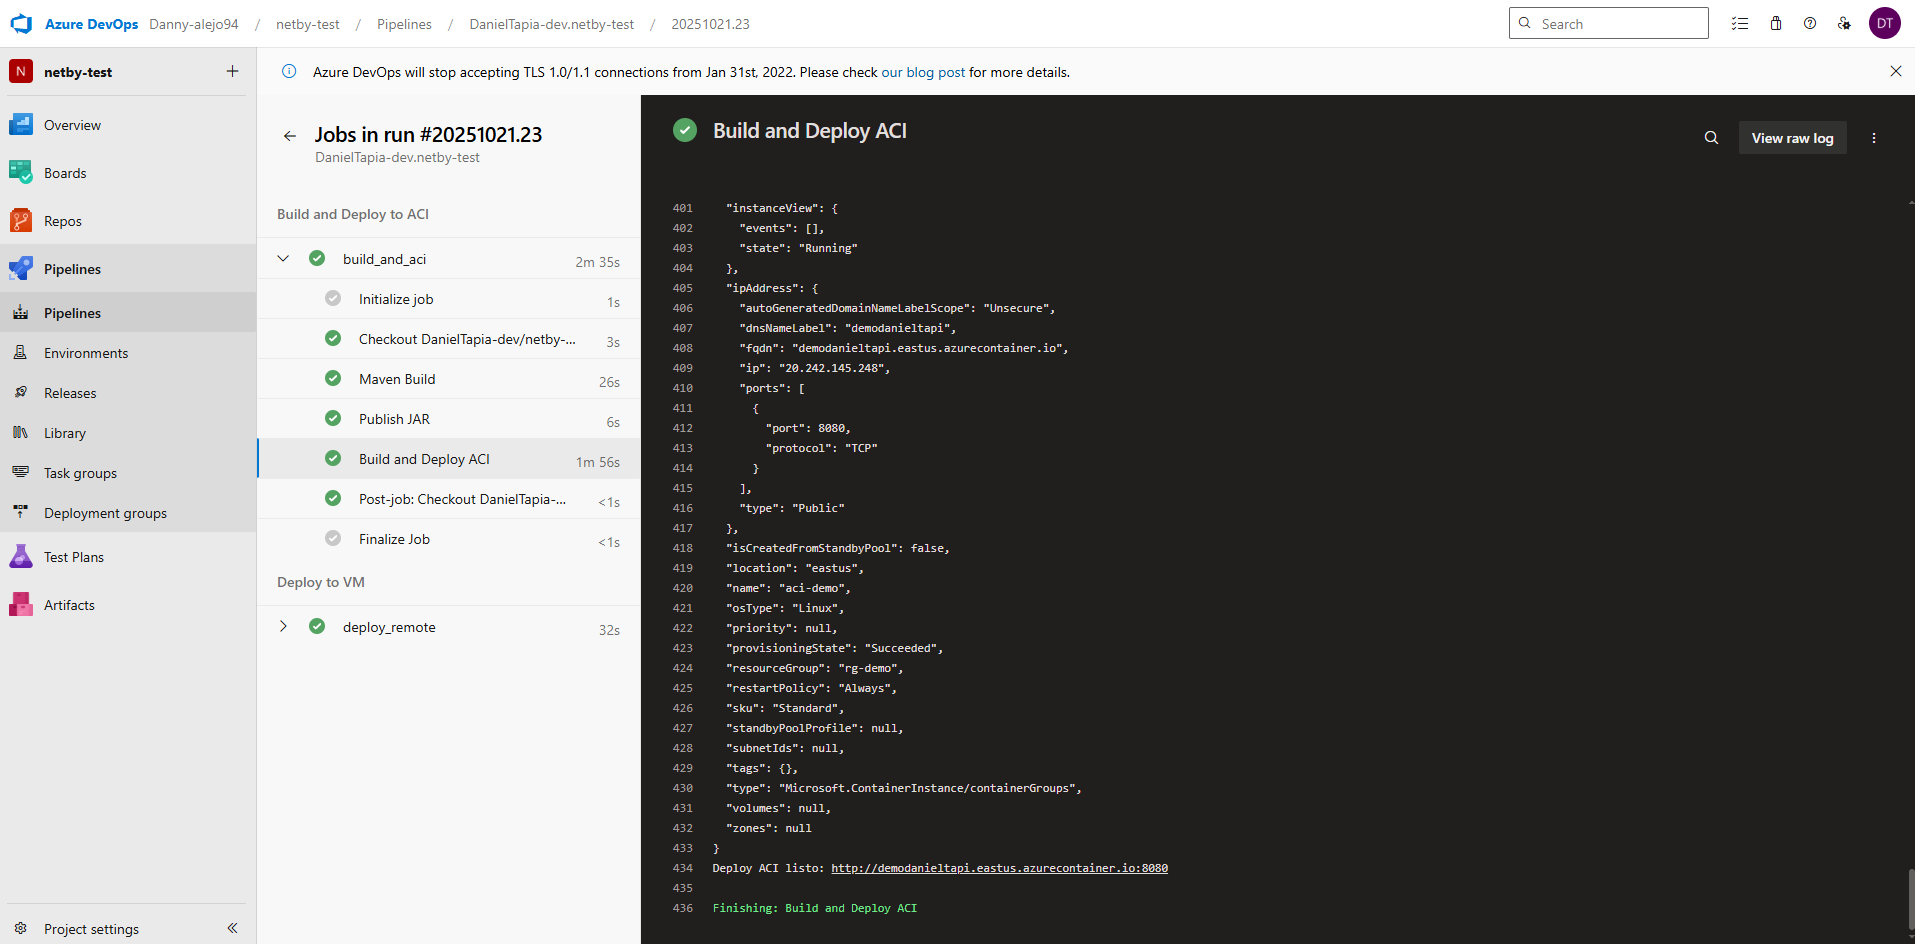 Azure DevOps Danny-alejo94 / netby-test / Pipelines / DanielTapia-dev.netby-test / 20251021.23
Search
DT
N netby-test
Overview
Boards
Repos
Pipelines
Pipelines
Environments
Releases
Library
Task groups
Deployment groups
Test Plans
Artifacts
Project settings
Azure DevOps will stop accepting TLS 1.0/1.1 connections from Jan 31st, 2022. Please check our blog post for more details.
Jobs in run #20251021.23
DanielTapia-dev.netby-test
Build and Deploy to ACI
build_and_aci 2m 35s
Initialize job 1s
Checkout DanielTapia-dev/netby-... 3s
Maven Build 26s
Publish JAR 6s
Build and Deploy ACI 1m 56s
Post-job: Checkout DanielTapia-... <1s
Finalize Job <1s
Deploy to VM
deploy_remote 32s
Build and Deploy ACI
View raw log
401 "instanceView": {
402 "events": [],
403 "state": "Running"
404 },
405 "ipAddress": {
406 "autoGeneratedDomainNameLabelScope": "Unsecure",
407 "dnsNameLabel": "demodanieltapi",
408 "fqdn": "demodanieltapi.eastus.azurecontainer.io",
409 "ip": "20.242.145.248",
410 "ports": [
411 {
412 "port": 8080,
413 "protocol": "TCP"
414 }
415 ],
416 "type": "Public"
417 },
418 "isCreatedFromStandbyPool": false,
419 "location": "eastus",
420 "name": "aci-demo",
421 "osType": "Linux",
422 "priority": null,
423 "provisioningState": "Succeeded",
424 "resourceGroup": "rg-demo",
425 "restartPolicy": "Always",
426 "sku": "Standard",
427 "standbyPoolProfile": null,
428 "subnetIds": null,
429 "tags": {},
430 "type": "Microsoft.ContainerInstance/containerGroups",
431 "volumes": null,
432 "zones": null
433 }
434 Deploy ACI listo: http://demodanieltapi.eastus.azurecontainer.io:8080
435
436 Finishing: Build and Deploy ACI